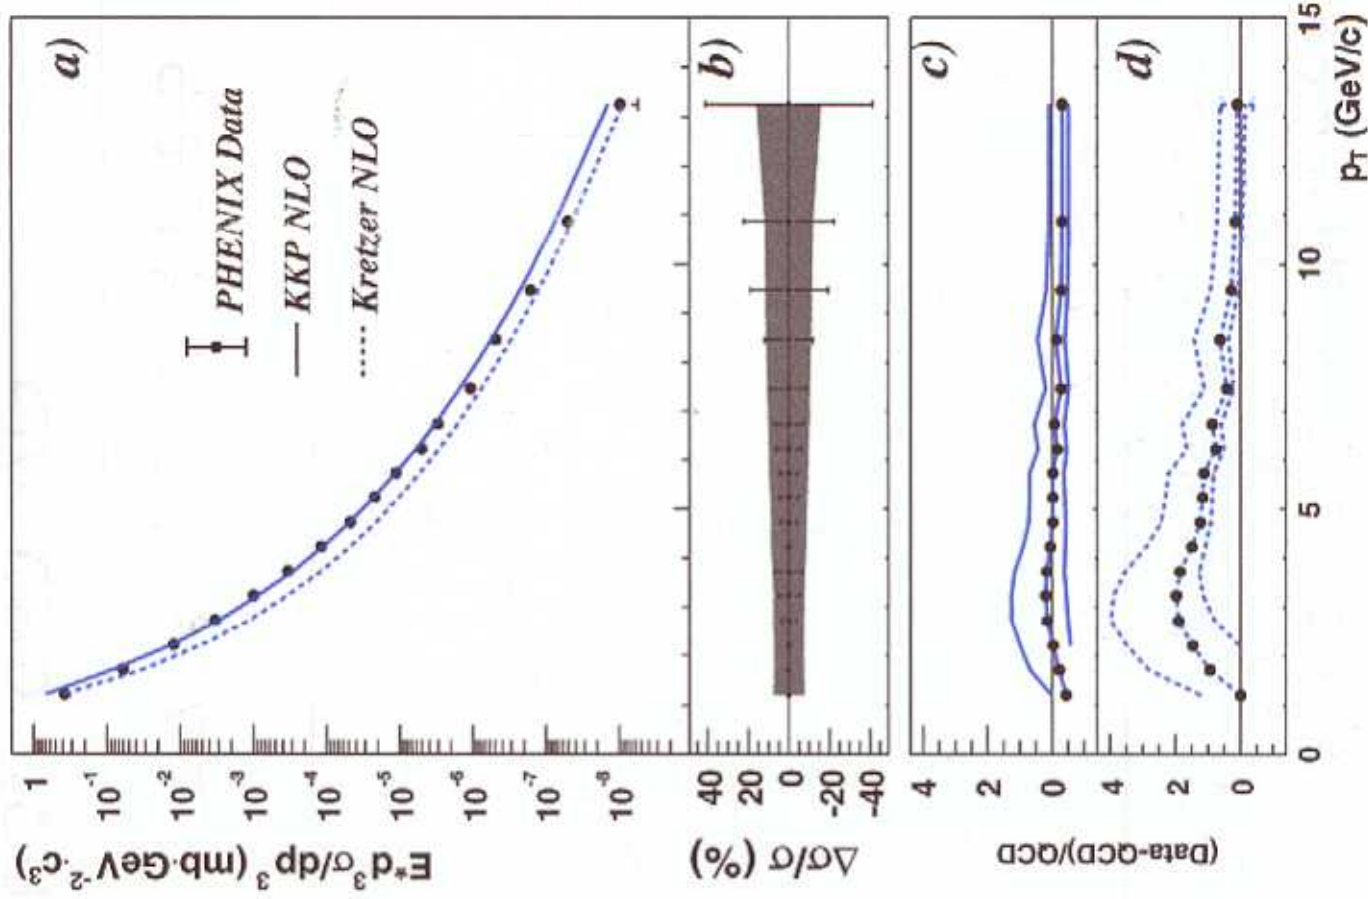 a)
PHENIX Data
KKP NLO
Kretzer NLO
E*d³σ/dp³ (mb·GeV⁻²·c³)
1
10⁻¹
10⁻²
10⁻³
10⁻⁴
10⁻⁵
10⁻⁶
10⁻⁷
10⁻⁸
b)
Δσ/σ (%)
40
20
0
-20
-40
c)
4
2
0
(Data-QCD)/QCD
d)
4
2
0
0
5
10
15
pT (GeV/c)